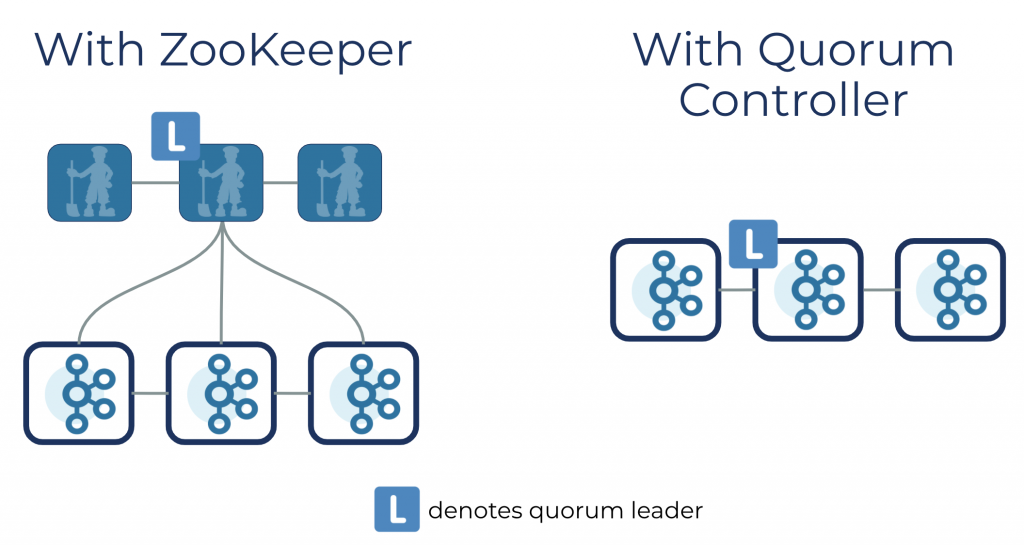 With ZooKeeper
With Quorum
Controller
L
L
L denotes quorum leader